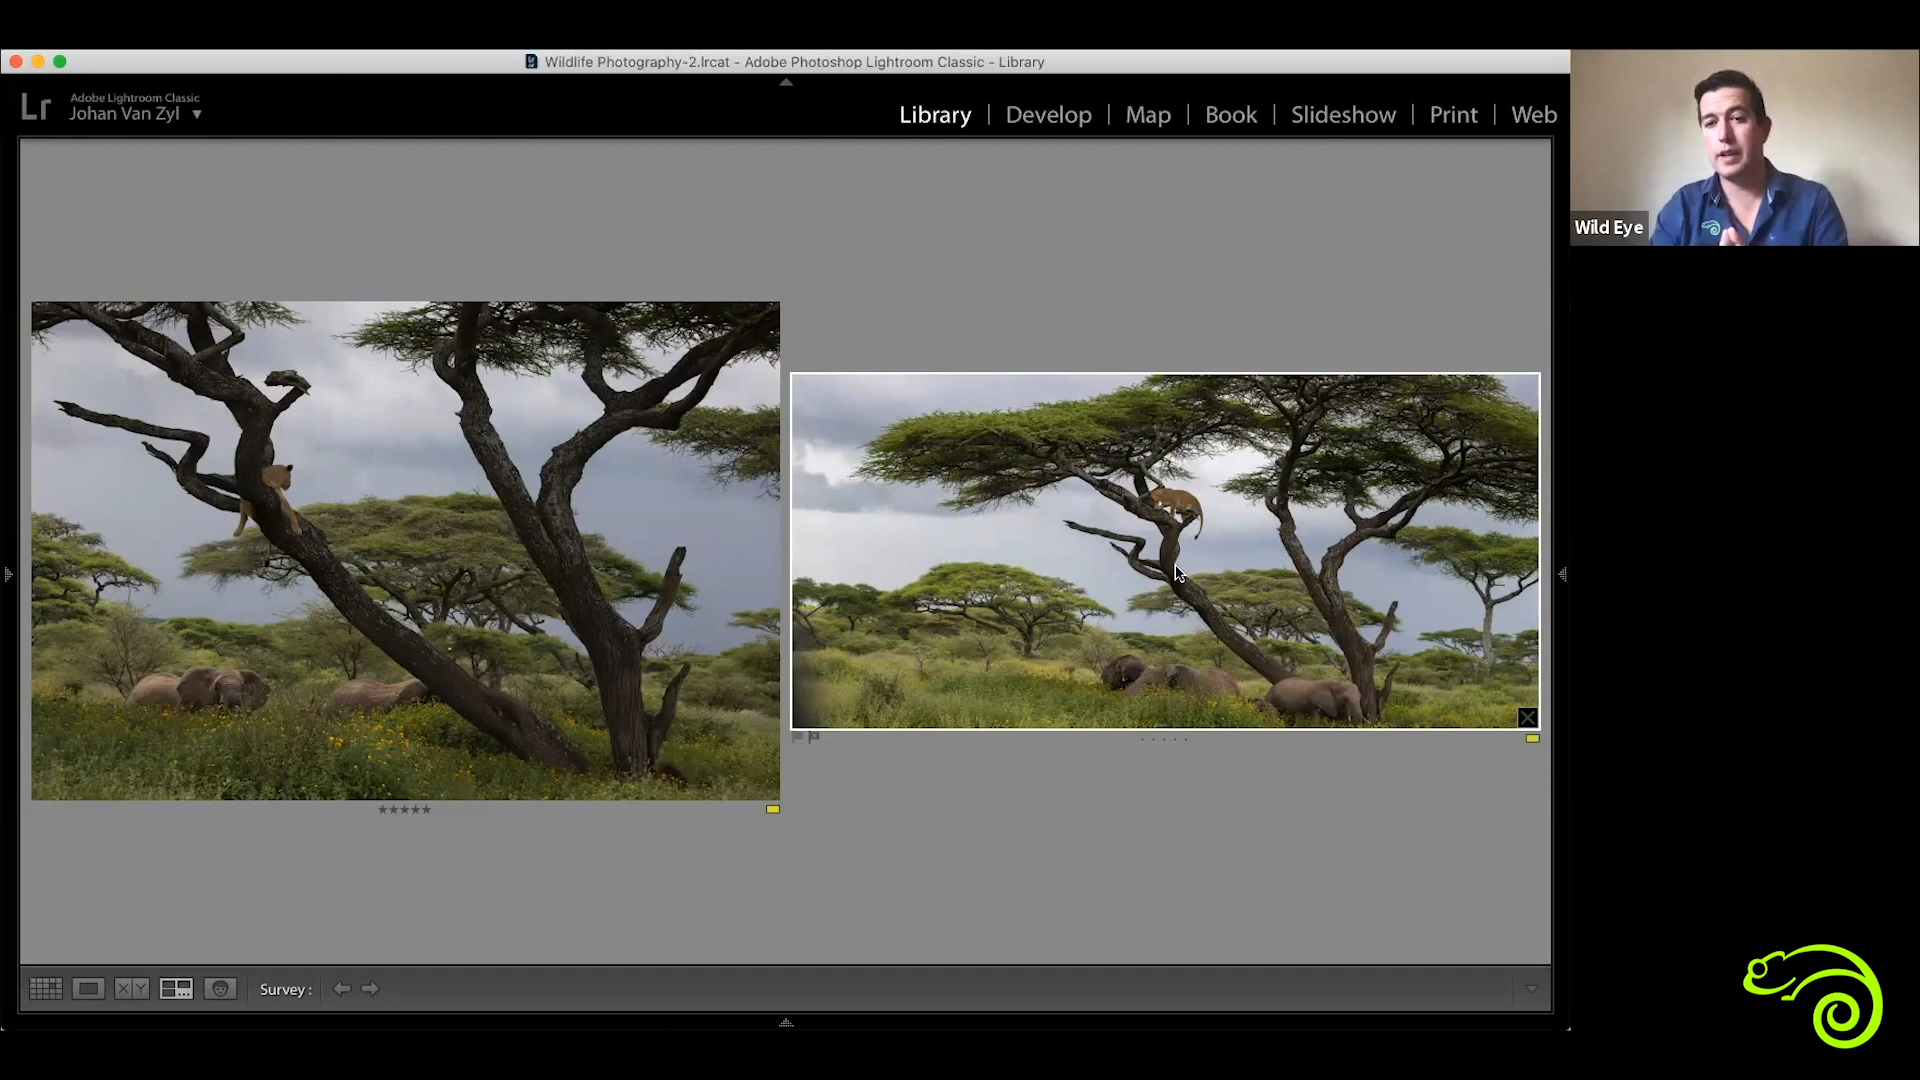 Wildlife Photography-2.lrcat - Adobe Photoshop Lightroom Classic - Library
Lr
Adobe Lightroom Classic
Johan Van Zyl ▼
Library | Develop | Map | Book | Slideshow | Print | Web
Wild Eye
XY
Survey :